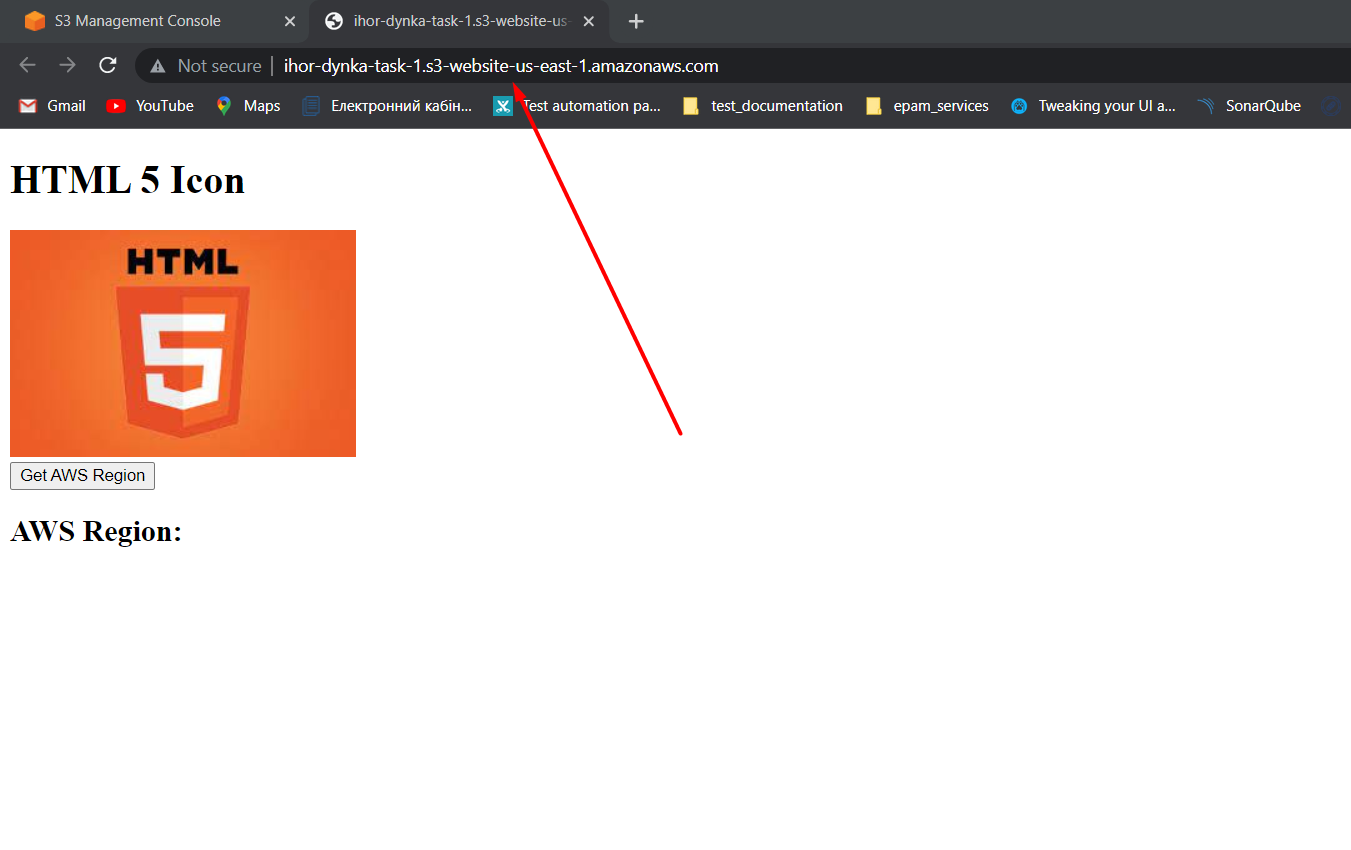 S3 Management Console
ihor-dynka-task-1.s3-website-us-
Not secure ihor-dynka-task-1.s3-website-us-east-1.amazonaws.com
Gmail YouTube Maps Електронний кабін... Test automation pa... test_documentation epam_services Tweaking your UI a... SonarQube
HTML 5 Icon
HTML
5
Get AWS Region
AWS Region: